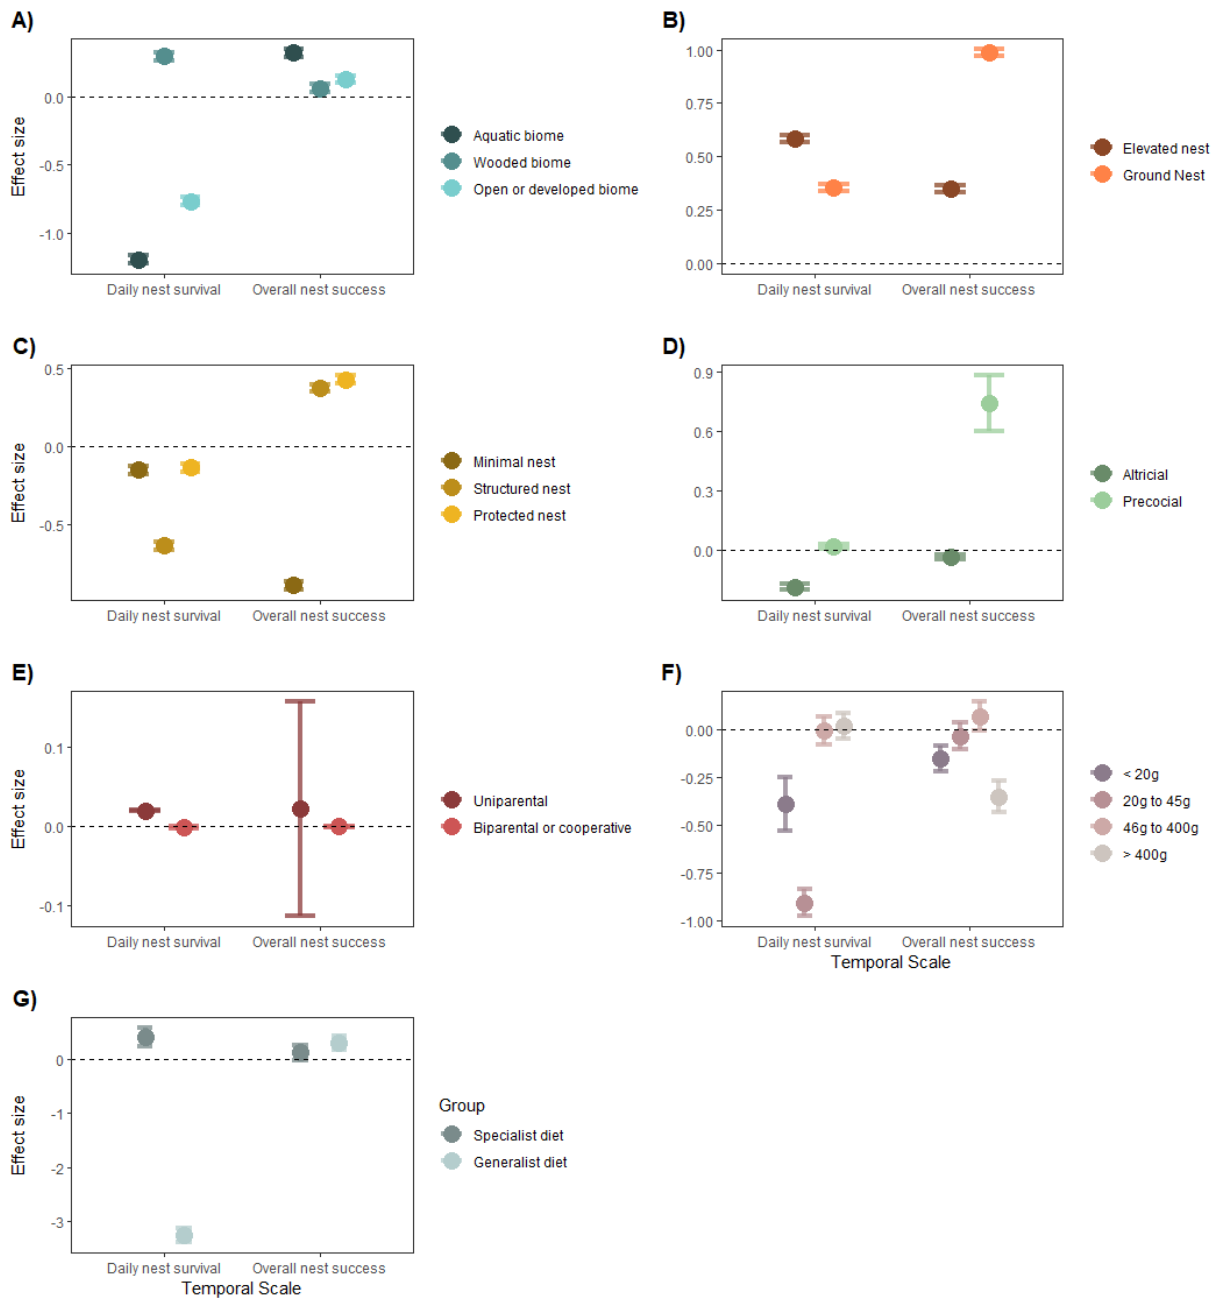 A)
Effect size
0.0
-0.5
-1.0
Daily nest survival
Overall nest success
Aquatic biome
Wooded biome
Open or developed biome
B)
1.00
0.75
0.50
0.25
0.00
Daily nest survival
Overall nest success
Elevated nest
Ground Nest
C)
Effect size
0.5
0.0
-0.5
Daily nest survival
Overall nest success
Minimal nest
Structured nest
Protected nest
D)
0.9
0.6
0.3
0.0
Daily nest survival
Overall nest success
Altricial
Precocial
E)
Effect size
0.1
0.0
-0.1
Daily nest survival
Overall nest success
Uniparental
Biparental or cooperative
F)
0.00
-0.25
-0.50
-0.75
-1.00
Daily nest survival
Overall nest success
Temporal Scale
< 20g
20g to 45g
46g to 400g
> 400g
G)
Effect size
0
-1
-2
-3
Daily nest survival
Overall nest success
Temporal Scale
Group
Specialist diet
Generalist diet